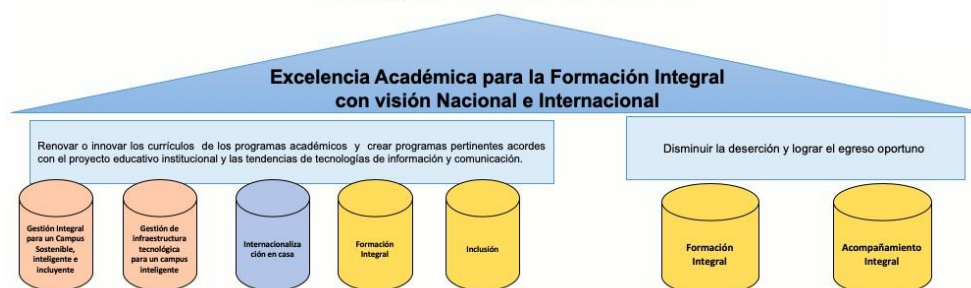 Excelencia Académica para la Formación Integral
con visión Nacional e Internacional
Renovar o innovar los currículos de los programas académicos y crear programas pertinentes acordes
con el proyecto educativo institucional y las tendencias de tecnologías de información y comunicación.
Disminuir la deserción y lograr el egreso oportuno
Gestión Integral
para un Campus
Sostenible,
inteligente e
incluyente
Gestión de
infraestructura
tecnológica
para un campus
inteligente
Internacionaliza
ción en casa
Formación
Integral
Inclusión
Formación
Integral
Acompañamiento
Integral